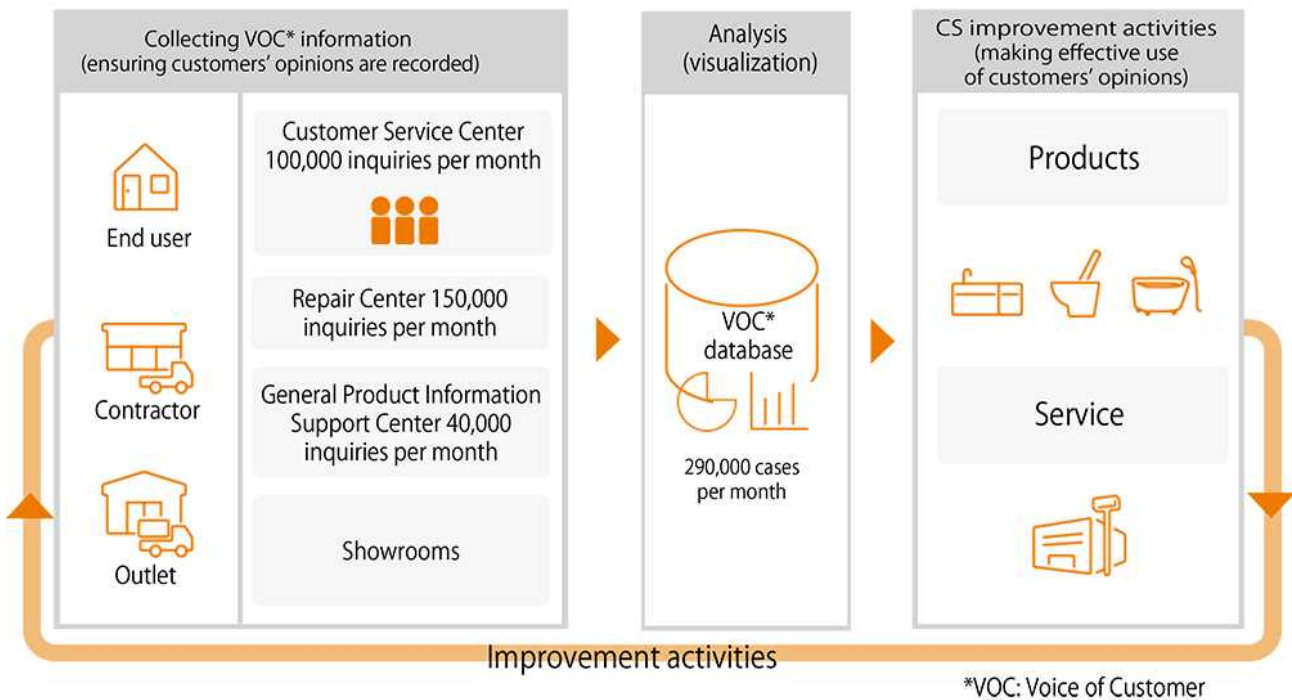 Collecting VOC* information
(ensuring customers’ opinions are recorded)
End user
Contractor
Outlet
Customer Service Center
100,000 inquiries per month
Repair Center 150,000
inquiries per month
General Product Information
Support Center 40,000
inquiries per month
Showrooms
Analysis
(visualization)
VOC*
database
290,000 cases
per month
CS improvement activities
(making effective use
of customers’ opinions)
Products
Service
Improvement activities
*VOC: Voice of Customer